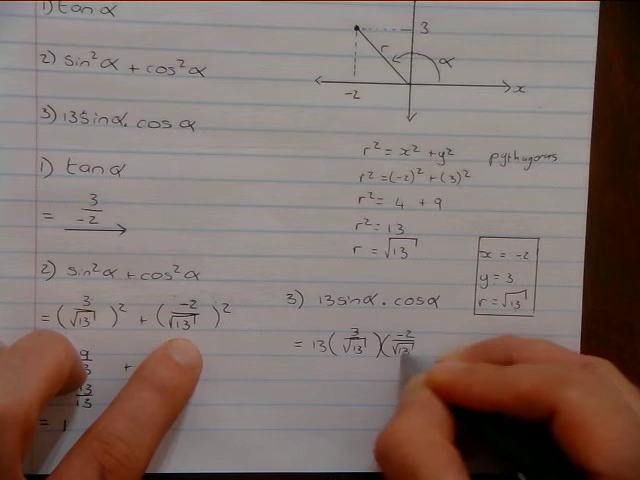 1) tan α
2) sin²α + cos²α
3) 13sinα. cos α
3
r
α
-2
x
1) tan α
= 3/-2
r² = x² + y² pythagoras
r² = (-2)² + (3)²
r² = 4 + 9
r² = 13
r = √13
x = -2
y = 3
r = √13
2) sin²α + cos²α
= (3/√13)² + (-2/√13)²
+
13/13
= 1
3) 13sinα. cosα
= 13(3/√13)(-2/√13